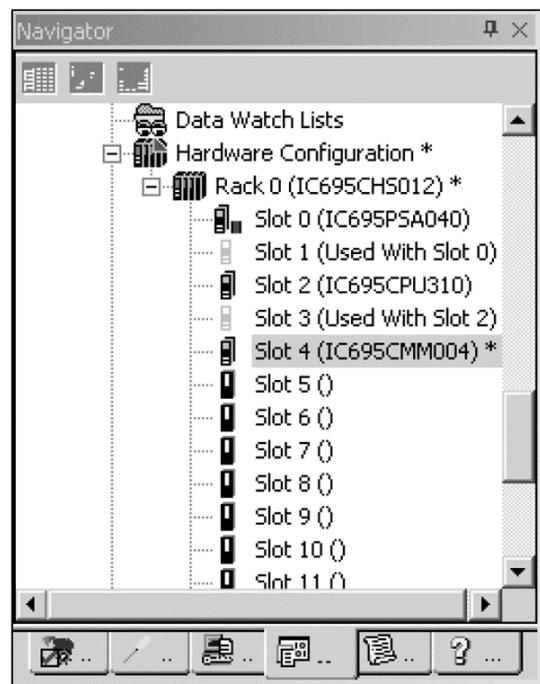 Navigator
Data Watch Lists
Hardware Configuration *
Rack 0 (IC695CHS012) *
Slot 0 (IC695PSA040)
Slot 1 (Used With Slot 0)
Slot 2 (IC695CPU310)
Slot 3 (Used With Slot 2)
Slot 4 (IC695CMM004) *
Slot 5 ()
Slot 6 ()
Slot 7 ()
Slot 8 ()
Slot 9 ()
Slot 10 ()
Slot 11 ()
.. .. .. .. .. ? ...